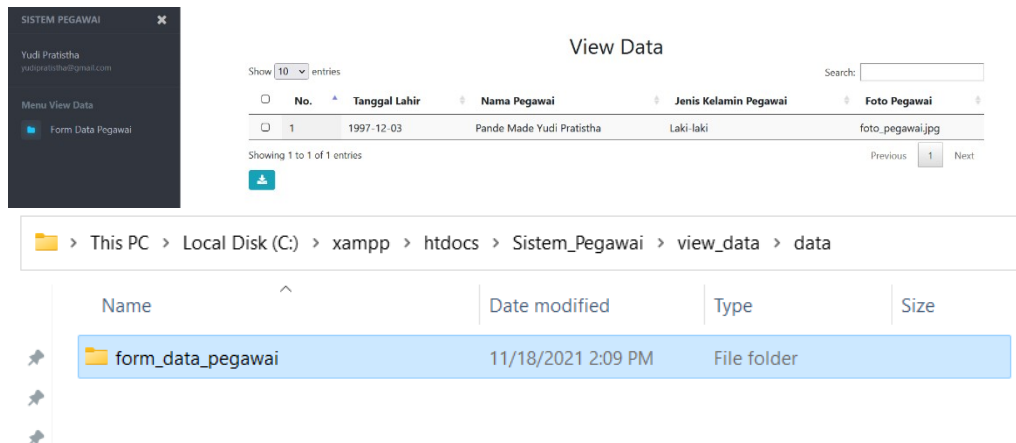 SISTEM PEGAWAI ✖
Yudi Pratistha
yudipratistha@gmail.com
Menu View Data
Form Data Pegawai
View Data
Show 10 entries
Search:
No. Tanggal Lahir Nama Pegawai Jenis Kelamin Pegawai Foto Pegawai
1 1997-12-03 Pande Made Yudi Pratistha Laki-laki foto_pegawai.jpg
Showing 1 to 1 of 1 entries
Previous 1 Next
This PC > Local Disk (C:) > xampp > htdocs > Sistem_Pegawai > view_data > data
Name Date modified Type Size
form_data_pegawai 11/18/2021 2:09 PM File folder